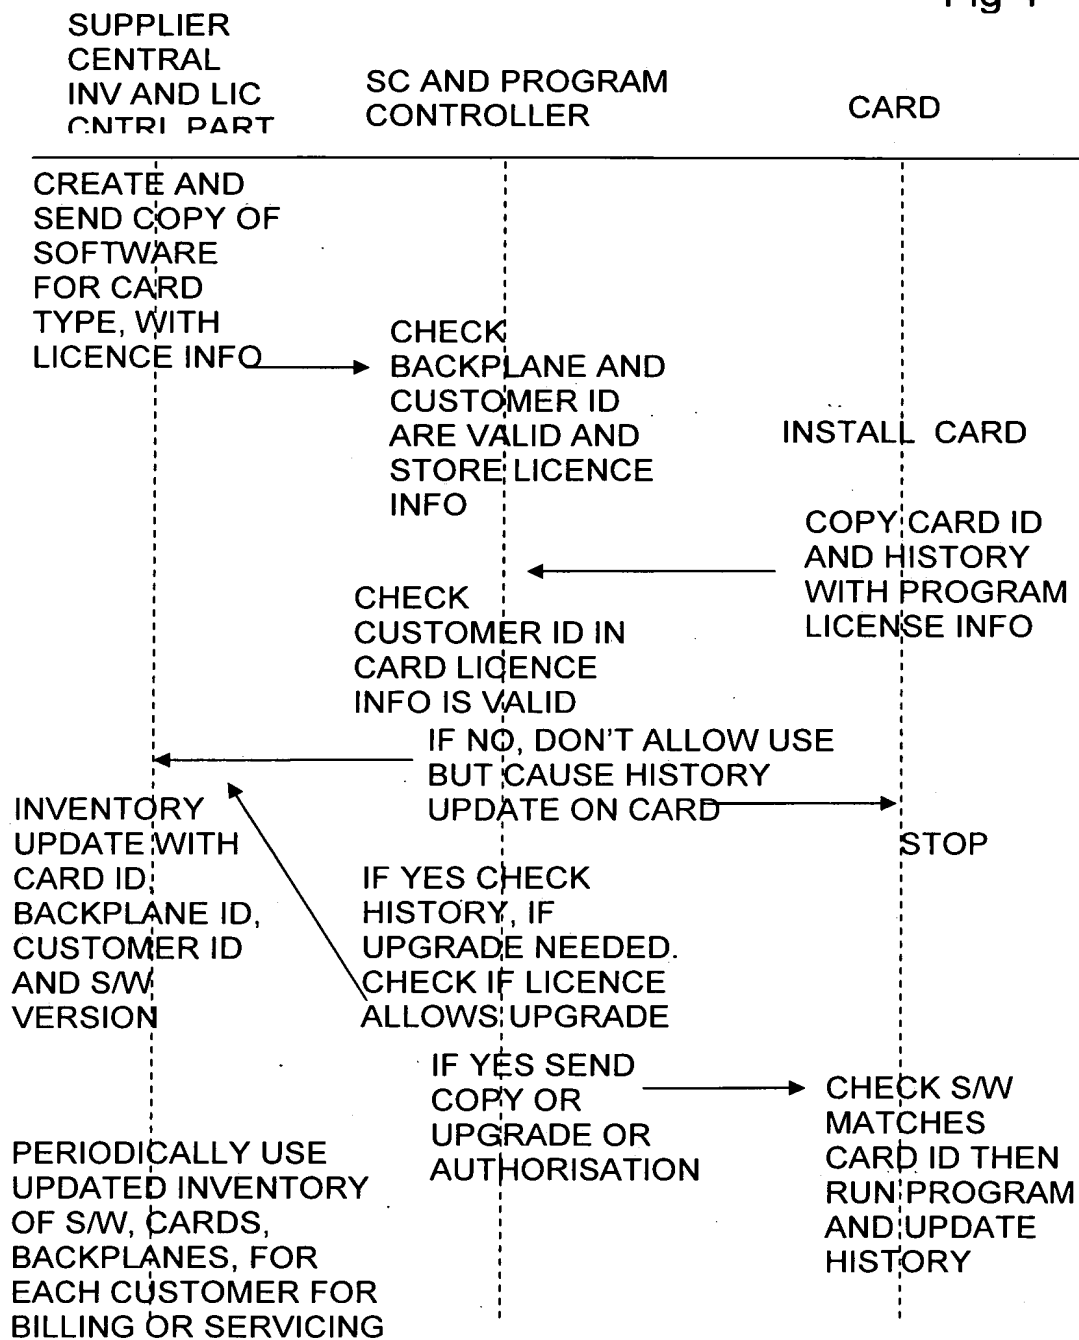 SUPPLIER
CENTRAL
INV AND LIC
CNTRL PART
SC AND PROGRAM
CONTROLLER
CARD
CREATE AND
SEND COPY OF
SOFTWARE
FOR CARD
TYPE, WITH
LICENCE INFO
CHECK
BACKPLANE AND
CUSTOMER ID
ARE VALID AND
STORE LICENCE
INFO
INSTALL CARD
COPY CARD ID
AND HISTORY
WITH PROGRAM
LICENSE INFO
CHECK
CUSTOMER ID IN
CARD LICENCE
INFO IS VALID
IF NO, DON'T ALLOW USE
BUT CAUSE HISTORY
UPDATE ON CARD
STOP
INVENTORY
UPDATE WITH
CARD ID,
BACKPLANE ID,
CUSTOMER ID
AND S/W
VERSION
IF YES CHECK
HISTORY, IF
UPGRADE NEEDED.
CHECK IF LICENCE
ALLOWS UPGRADE
IF YES SEND
COPY OR
UPGRADE OR
AUTHORISATION
CHECK S/W
MATCHES
CARD ID THEN
RUN PROGRAM
AND UPDATE
HISTORY
PERIODICALLY USE
UPDATED INVENTORY
OF S/W, CARDS,
BACKPLANES, FOR
EACH CUSTOMER FOR
BILLING OR SERVICING